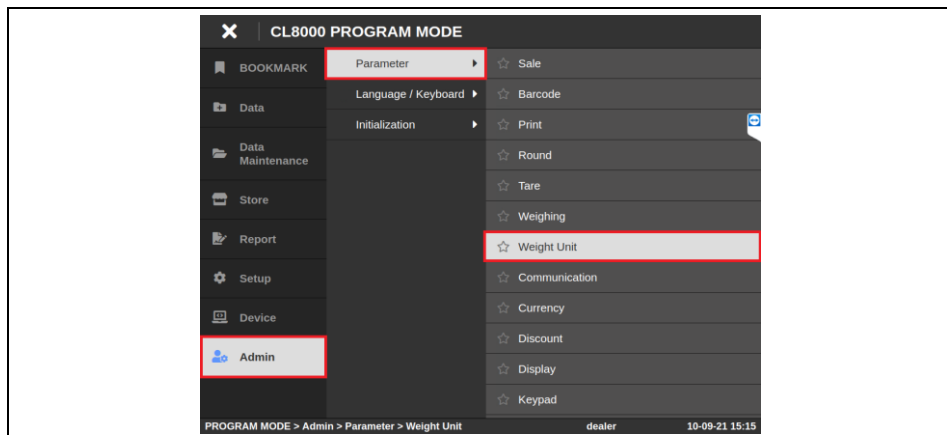 CL8000 PROGRAM MODE
BOOKMARK
Data
Data
Maintenance
Store
Report
Setup
Device
Admin
Parameter
Language / Keyboard
Initialization
Sale
Barcode
Print
Round
Tare
Weighing
Weight Unit
Communication
Currency
Discount
Display
Keypad
PROGRAM MODE > Admin > Parameter > Weight Unit dealer 10-09-21 15:15